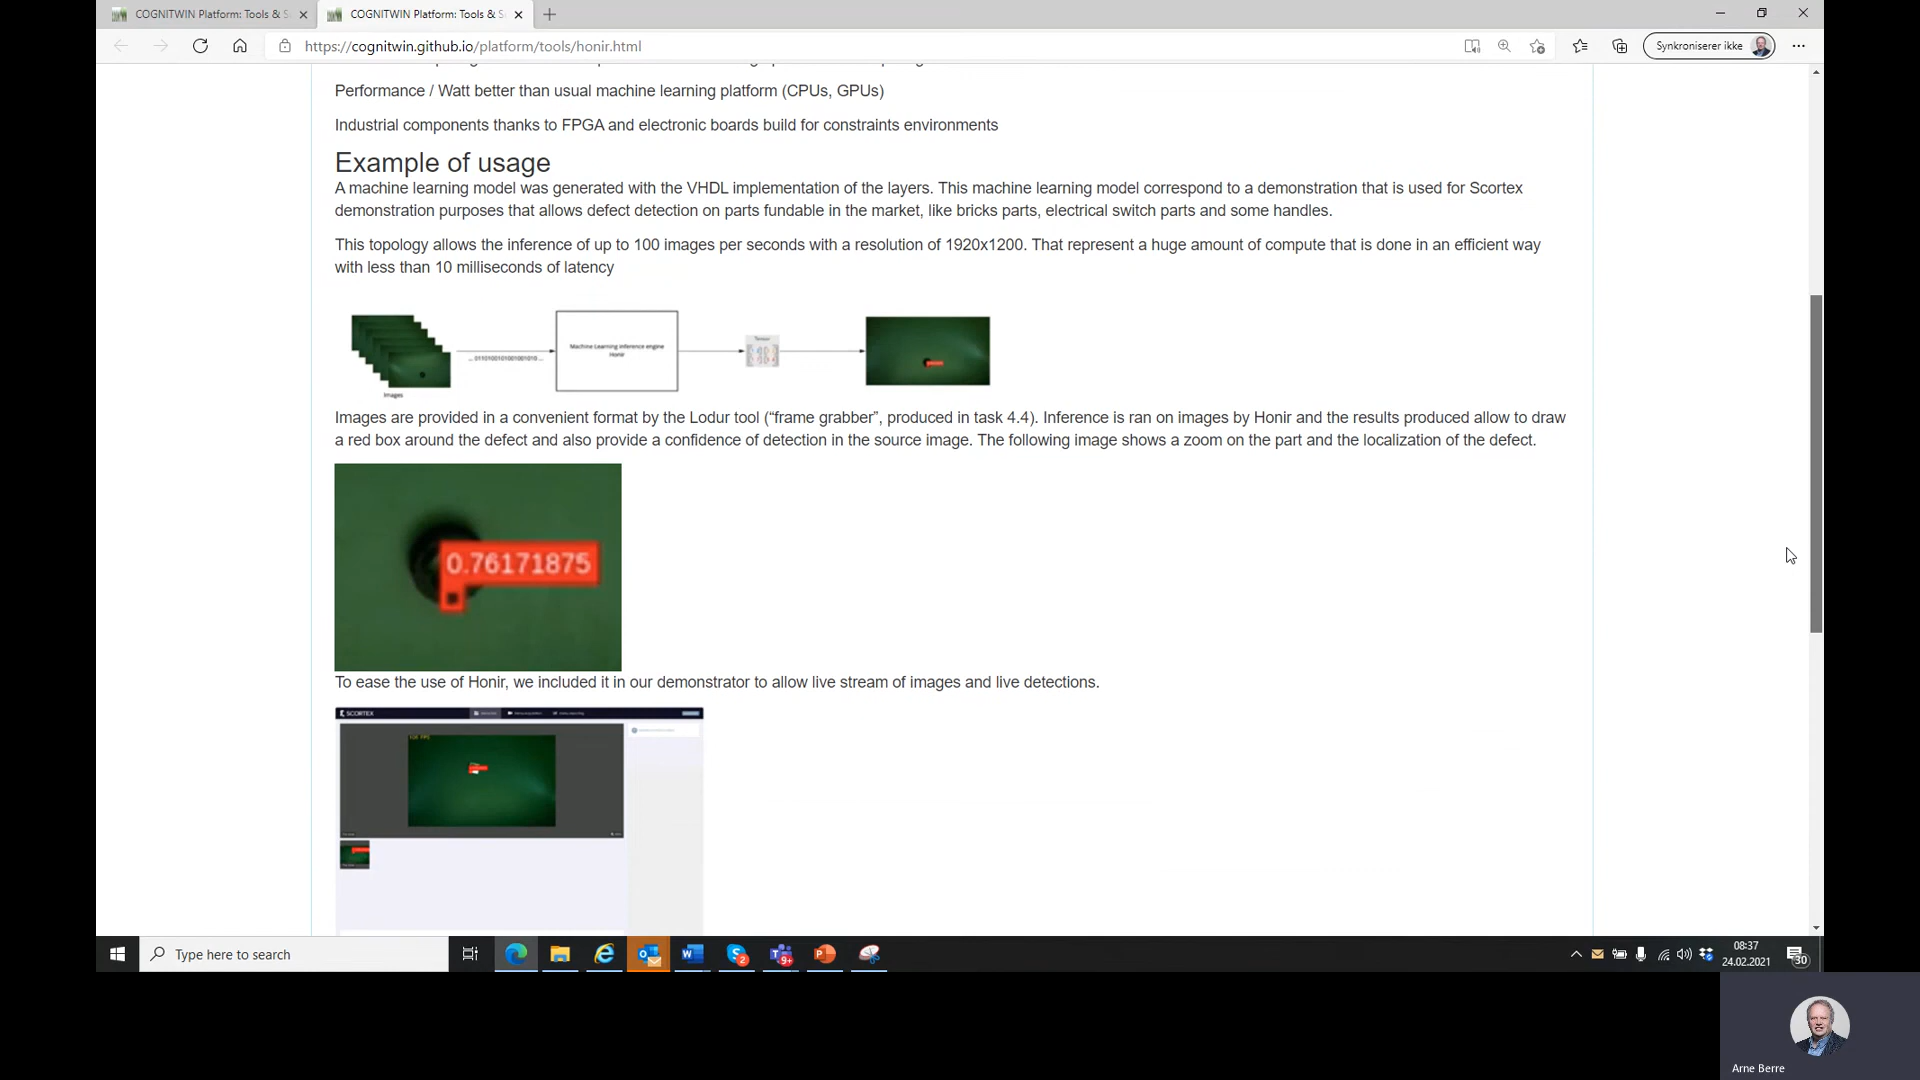 COGNITWIN Platform: Tools & S
COGNITWIN Platform: Tools & S
https://cognitwin.github.io/platform/tools/honir.html
Synkroniserer ikke
Performance / Watt better than usual machine learning platform (CPUs, GPUs)
Industrial components thanks to FPGA and electronic boards build for constraints environments
Example of usage
A machine learning model was generated with the VHDL implementation of the layers. This machine learning model correspond to a demonstration that is used for Scortex
demonstration purposes that allows defect detection on parts fundable in the market, like bricks parts, electrical switch parts and some handles.
This topology allows the inference of up to 100 images per seconds with a resolution of 1920x1200. That represent a huge amount of compute that is done in an efficient way
with less than 10 milliseconds of latency
Tensor
Machine Learning inference engine
Honir
... 0110100101001001010 ...
Images
Images are provided in a convenient format by the Lodur tool (“frame grabber”, produced in task 4.4). Inference is ran on images by Honir and the results produced allow to draw
a red box around the defect and also provide a confidence of detection in the source image. The following image shows a zoom on the part and the localization of the defect.
0.76171875
To ease the use of Honir, we included it in our demonstrator to allow live stream of images and live detections.
SCORTEX
Type here to search
2
9+
08:37
24.02.2021
30
Arne Berre